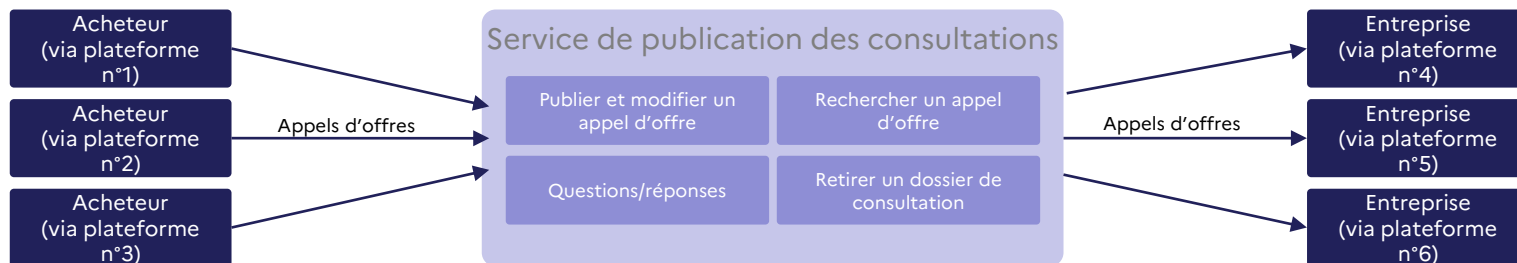 Acheteur
(via plateforme
n°1)
Acheteur
(via plateforme
n°2)
Acheteur
(via plateforme
n°3)
Appels d’offres
Service de publication des consultations
Publier et modifier un
appel d’offre
Rechercher un appel
d’offre
Questions/réponses
Retirer un dossier de
consultation
Appels d’offres
Entreprise
(via plateforme
n°4)
Entreprise
(via plateforme
n°5)
Entreprise
(via plateforme
n°6)